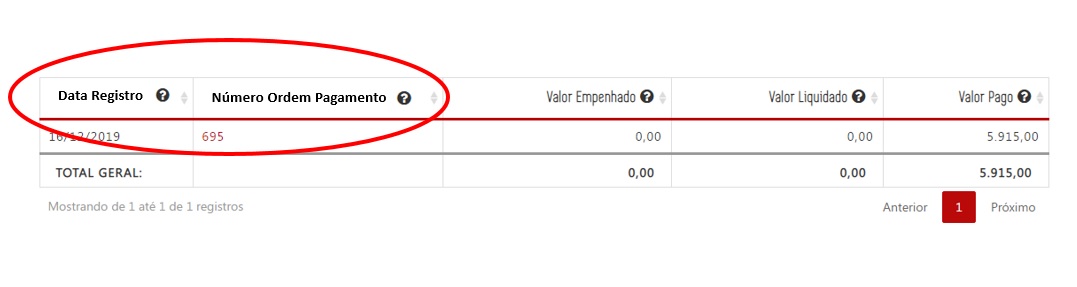 Data Registro ? Número Ordem Pagamento ? Valor Empenhado ? Valor Liquidado ? Valor Pago ?
16/12/2019 695 0,00 0,00 5.915,00
TOTAL GERAL: 0,00 0,00 5.915,00
Mostrando de 1 até 1 de 1 registros Anterior 1 Próximo